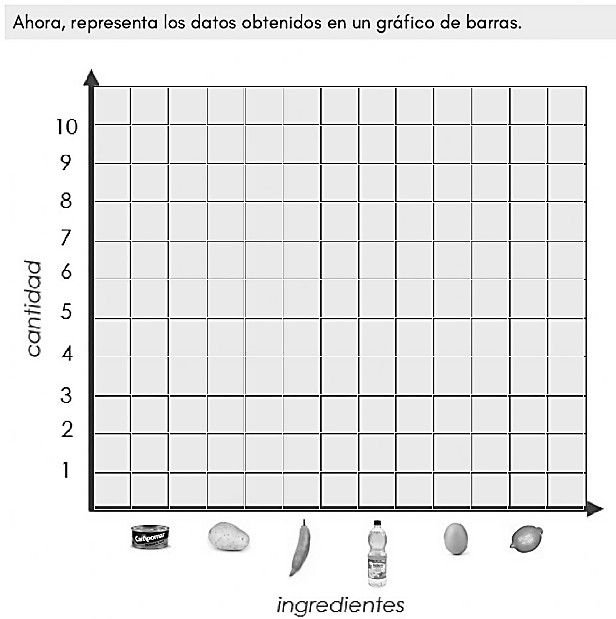 Ahora, representa los datos obtenidos en un gráfico de barras.
10
9
8
7
6
5
4
3
2
1
cantidad
Campomar
ingredientes